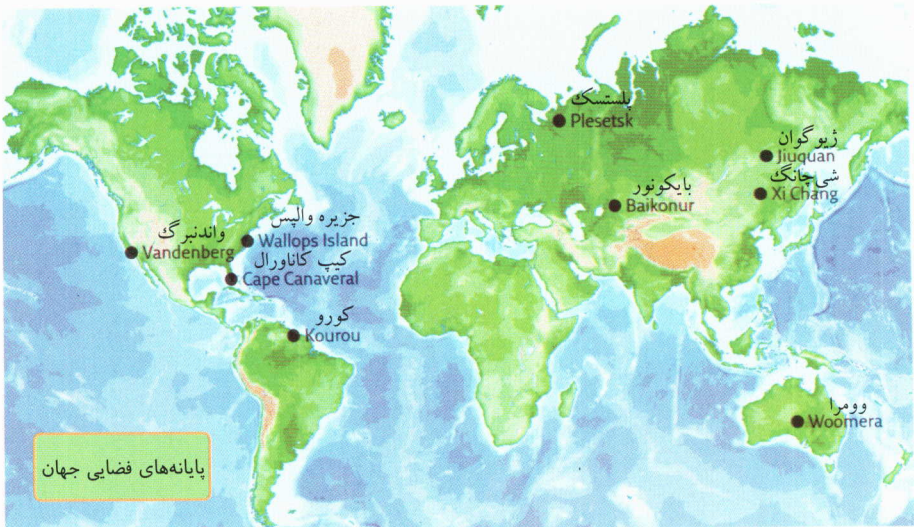 پلستسک
Plesetsk
ژیوگوان
Jiuquan
شی‌چانگ
Xi Chang
بایکونور
Baikonur
جزیره والپس
Wallops Island
واندنبرگ
Vandenberg
کیپ کاناورال
Cape Canaveral
کورو
Kourou
وومرا
Woomera
پایانه‌های فضایی جهان